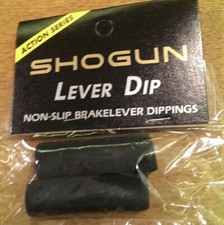 ACTION SERIES
SHOGUN
LEVER DIP
NON-SLIP BRAKELEVER DIPPINGS